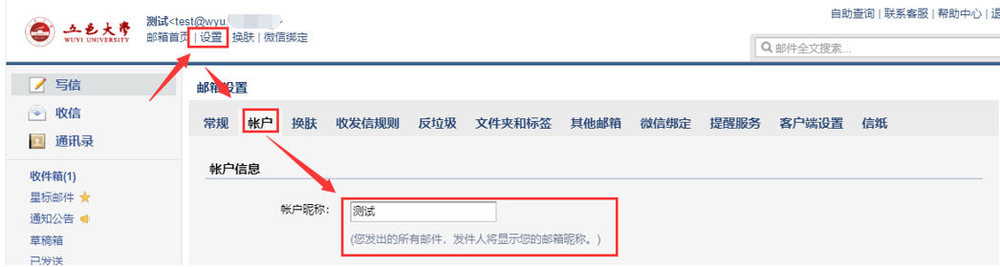 五邑大學
WUYI UNIVERSITY
测试<test@wyu.
邮箱首页 | 设置 | 换肤 | 微信绑定
自助查询 | 联系客服 | 帮助中心 |
邮件全文搜索...
写信
收信
通讯录
收件箱(1)
星标邮件
通知公告
草稿箱
已发送
邮箱设置
常规 帐户 换肤 收发信规则 反垃圾 文件夹和标签 其他邮箱 微信绑定 提醒服务 客户端设置 信纸
帐户信息
帐户昵称: 测试
(您发出的所有邮件，发件人将显示您的邮箱昵称。)